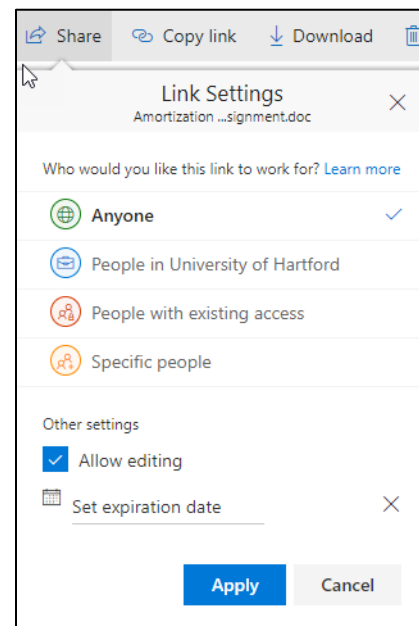 Share Copy link Download
Link Settings
Amortization ...signment.doc
Who would you like this link to work for? Learn more
Anyone
People in University of Hartford
People with existing access
Specific people
Other settings
Allow editing
Set expiration date
Apply Cancel